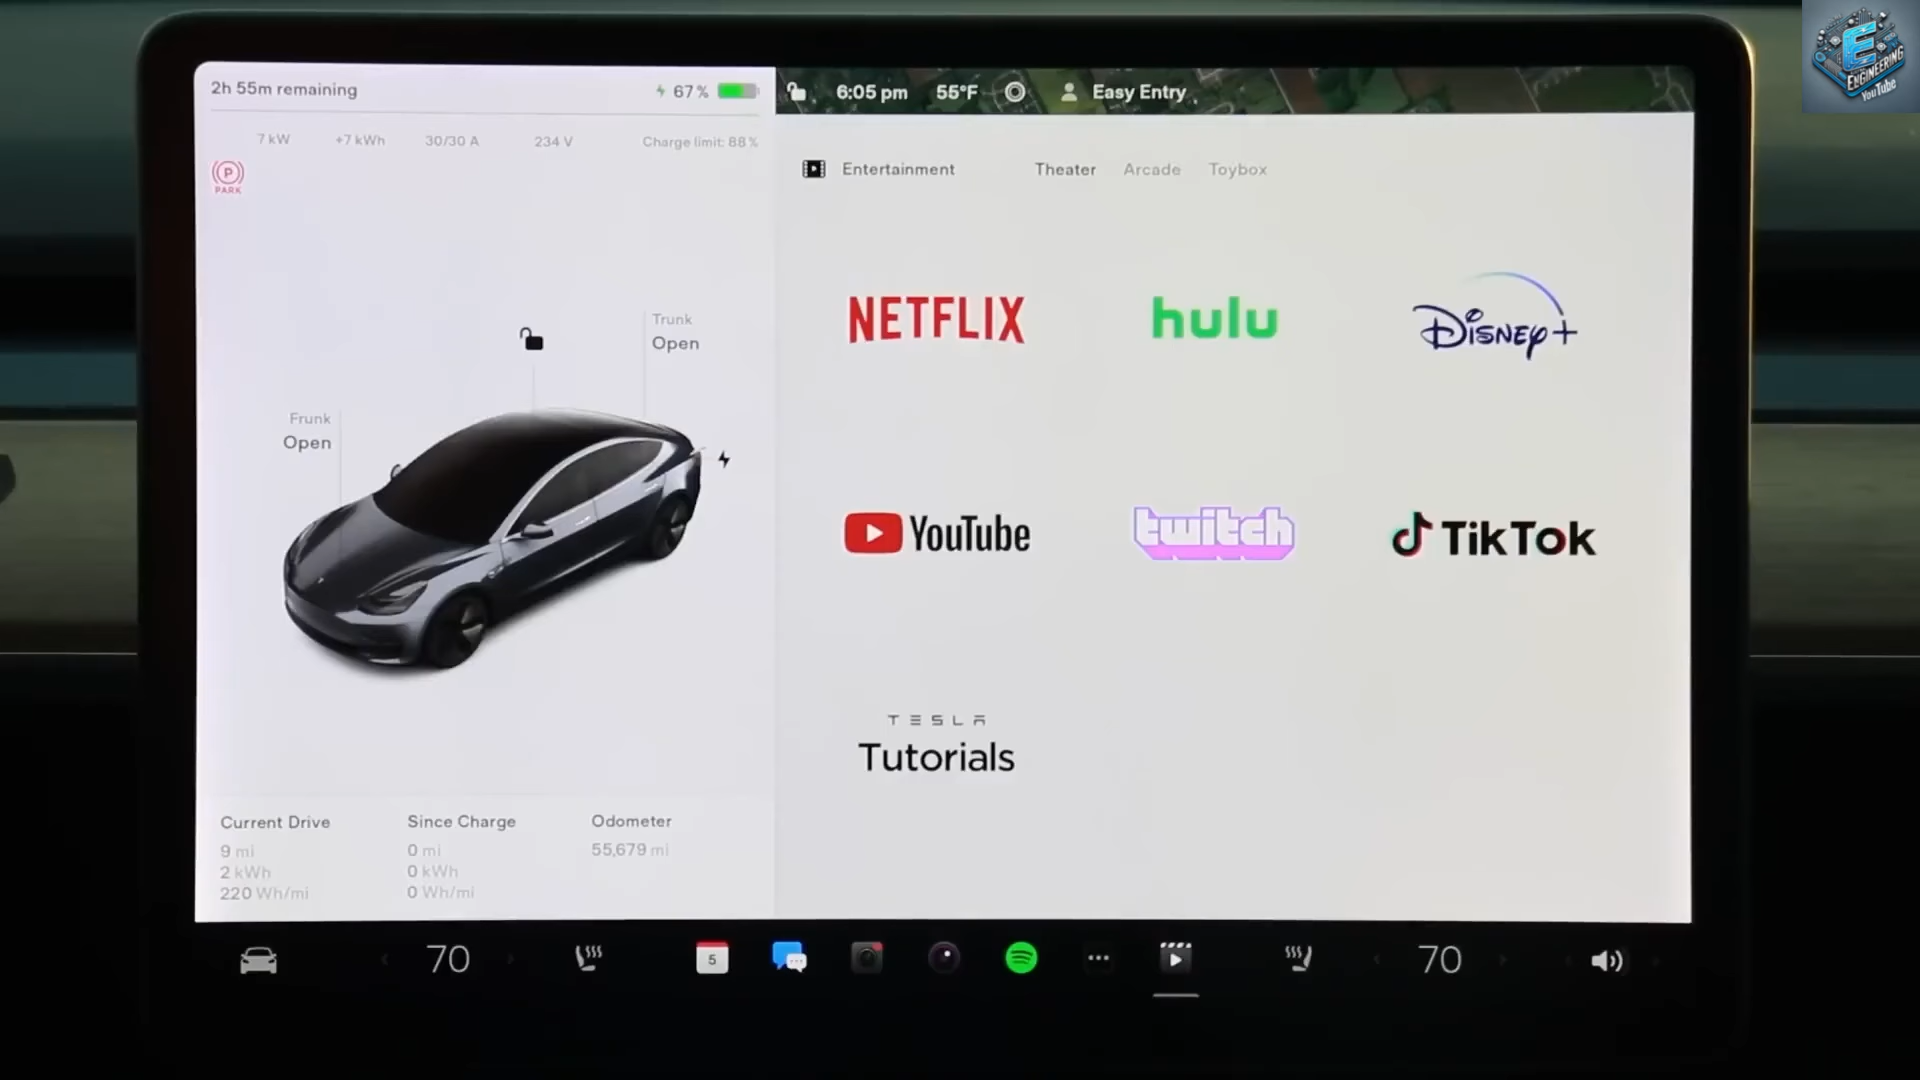 2h 55m remaining
67%
7 kW +7 kWh 30/30 A 234 V Charge limit: 88%
P
PARK
Trunk
Open
Frunk
Open
Current Drive
9 mi
2 kWh
220 Wh/mi
Since Charge
0 mi
0 kWh
0 Wh/mi
Odometer
55,679 mi
6:05 pm 55°F Easy Entry
Entertainment Theater Arcade Toybox
NETFLIX
hulu
Disney+
YouTube
twitch
TikTok
TESLA
Tutorials
70
5
70
E
ENGINEERING
YouTube